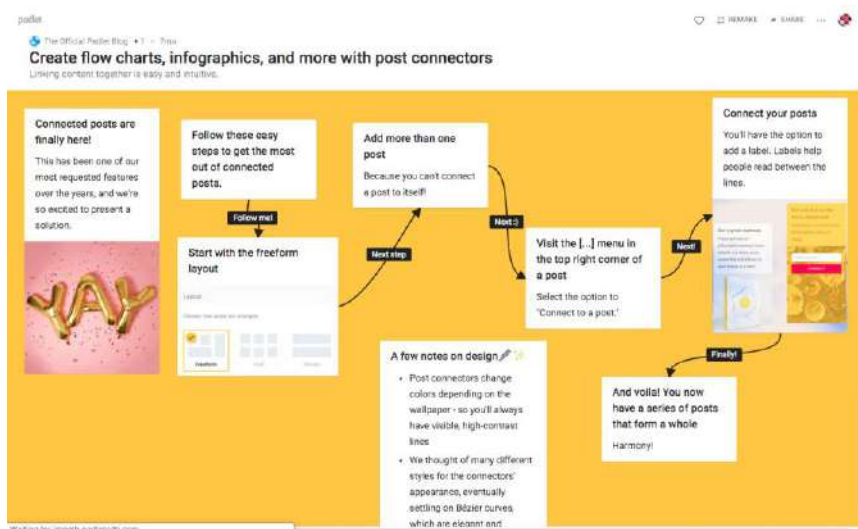 padlet
REMAKE
SHARE
The Official Padlet Blog +1
Create flow charts, infographics, and more with post connectors
Linking content together is easy and intuitive.
Connected posts are
finally here!
This has been one of our
most requested features
over the years, and we're
so excited to present a
solution.
YAY
Follow these easy
steps to get the most
out of connected
posts.
Follow me!
Start with the freeform
layout
Layout
Freeform
Next step
Add more than one
post
Because you can't connect
a post to itself!
Next :)
Visit the [...] menu in
the top right corner of
a post
Select the option to
"Connect to a post."
Next!
Connect your posts
You'll have the option to
add a label. Labels help
people read between the
lines.
Finally!
And voila! You now
have a series of posts
that form a whole
Harmony!
A few notes on design
• Post connectors change
colors depending on the
wallpaper - so you'll always
have visible, high-contrast
lines
• We thought of many different
styles for the connectors'
appearance, eventually
settling on Bézier curves,
which are elegant and